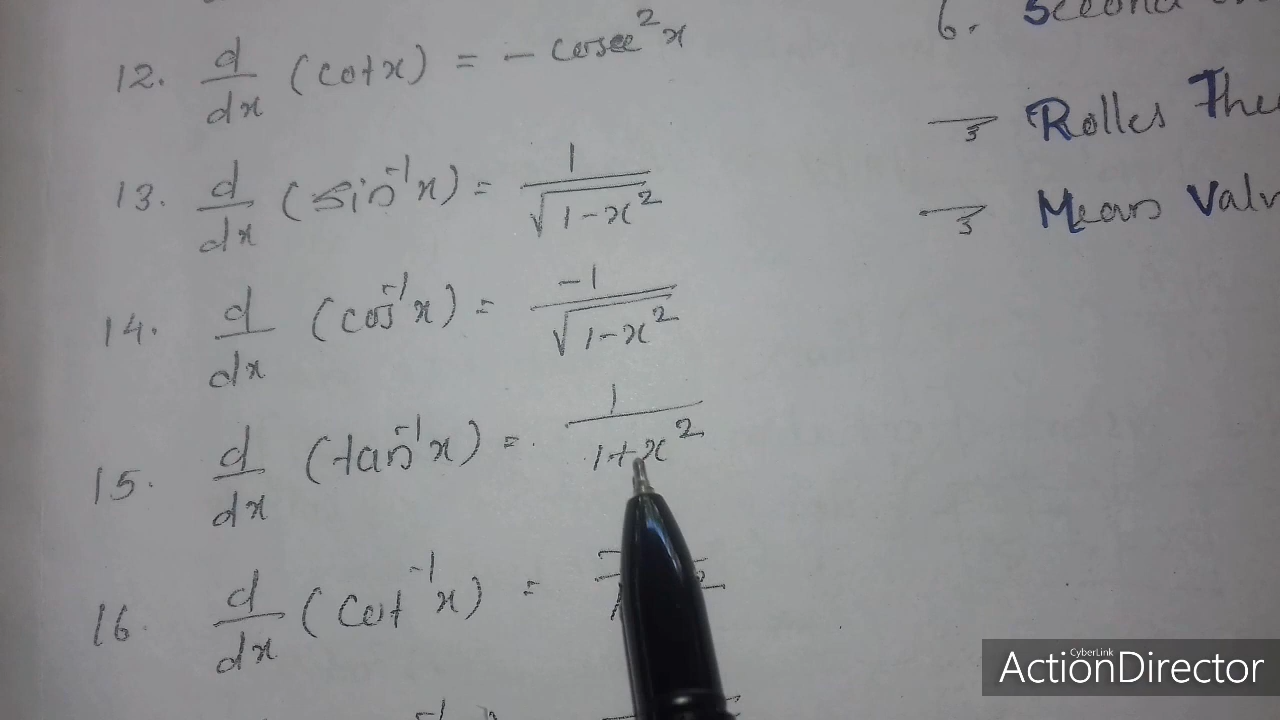 12. d/dx (cotx) = - cosec²x
13. d/dx (sin⁻¹x) = 1/√(1-x²)
14. d/dx (cos⁻¹x) = -1/√(1-x²)
15. d/dx (tan⁻¹x) = 1/(1+x²)
16. d/dx (cot⁻¹x) =
6. Second
→ Rolles The
→ Mean Valu
CyberLink
ActionDirector